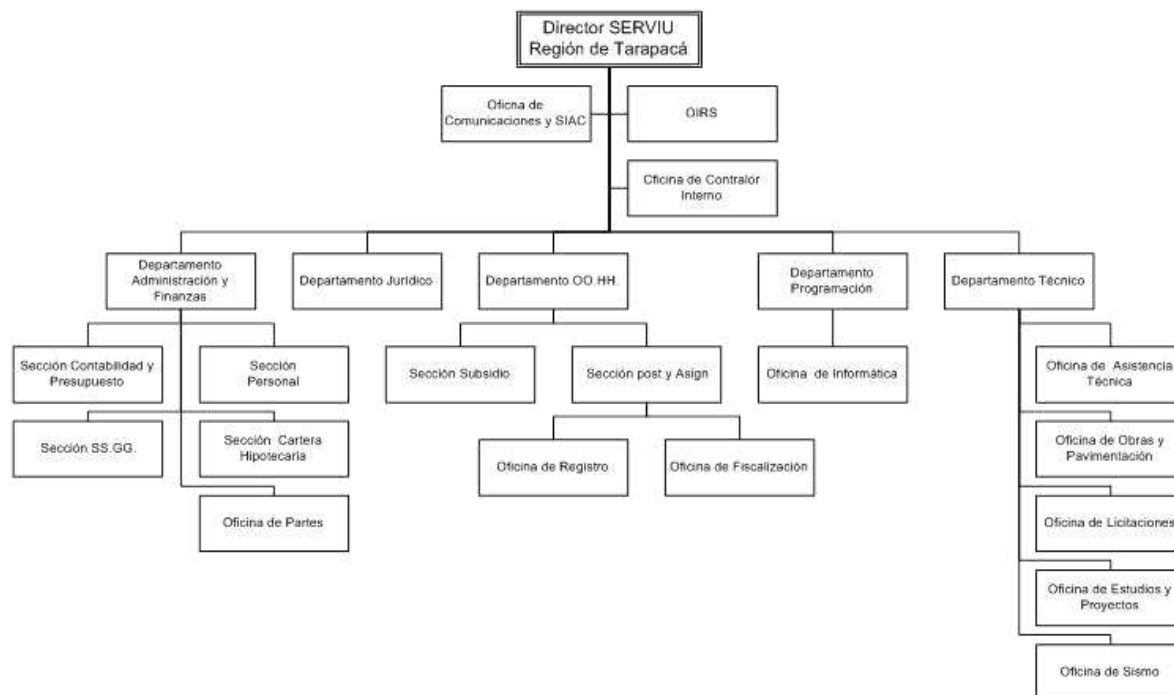 Director SERVIU
Región de Tarapacá
Oficna de
Comunicaciones y SIAC
OIRS
Cficina de Contralor
Interno
Departamento
Administración y
Finanzas
Departamento Jurídico
Departamento OO.HH.
Departamento
Programación
Departamento Técnico
Sección Contabilidad y
Presupuesto
Sección
Personal
Sección Subsidio
Sección post y Asign
Oficina de Informática
Oficina de Asistencia
Técnica
Sección SS.GG.
Sección Cartera
Hipotecaria
Oficina de Registro
Oficina de Fiscalización
Oficina de Obras y
Pavimentación
Oficina de Partes
Oficina de Licitaciones
Oficina de Estudios y
Proyectos
Oficina de Sismo